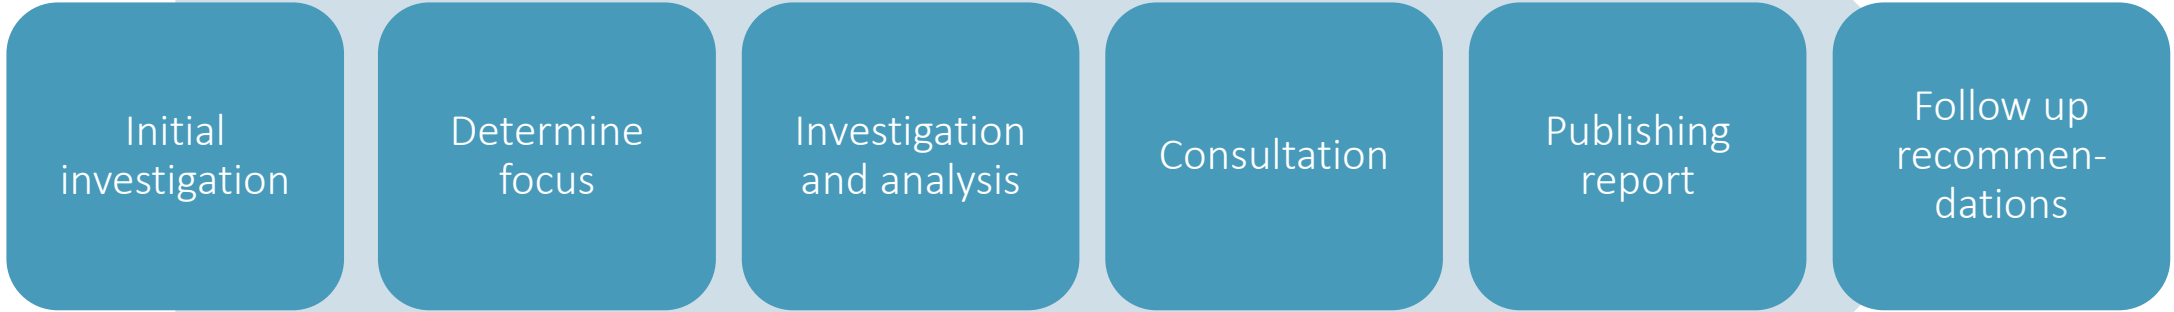 Initial
investigation
Determine
focus
Investigation
and analysis
Consultation
Publishing
report
Follow up
recommen-
dations